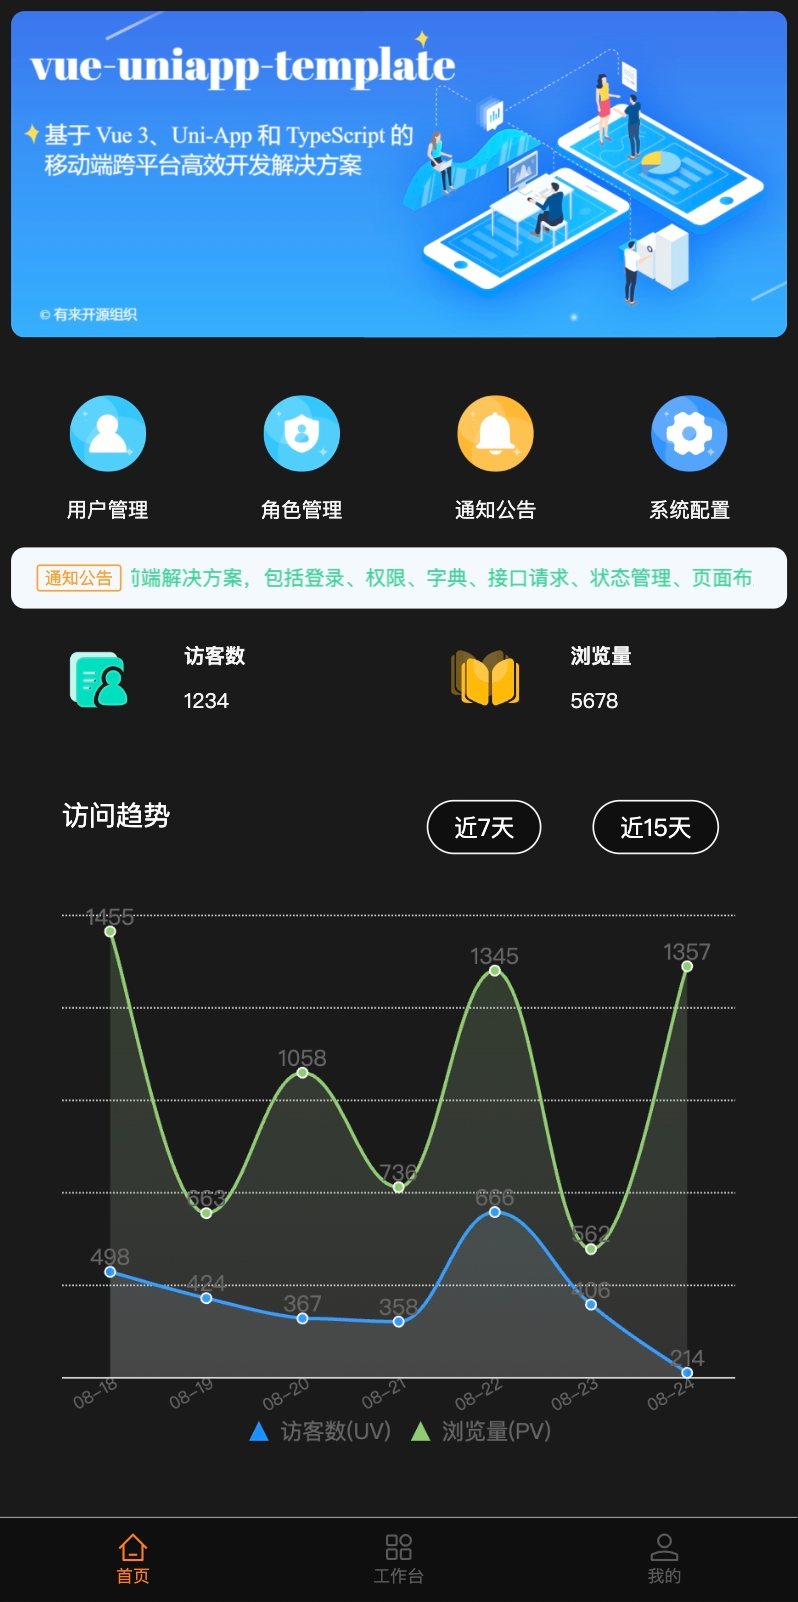 vue-uniapp-template
基于 Vue 3、Uni-App 和 TypeScript 的
移动端跨平台高效开发解决方案
© 有来开源组织
用户管理 角色管理 通知公告 系统配置
通知公告 端解决方案，包括登录、权限、字典、接口请求、状态管理、页面布
访客数 浏览量
1234 5678
访问趋势 近7天 近15天
1455
1345
1357
1058
663
736
666
562
498
424
367
358
406
214
08-18 08-19 08-20 08-21 08-22 08-23 08-24
访客数(UV) 浏览量(PV)
首页 工作台 我的